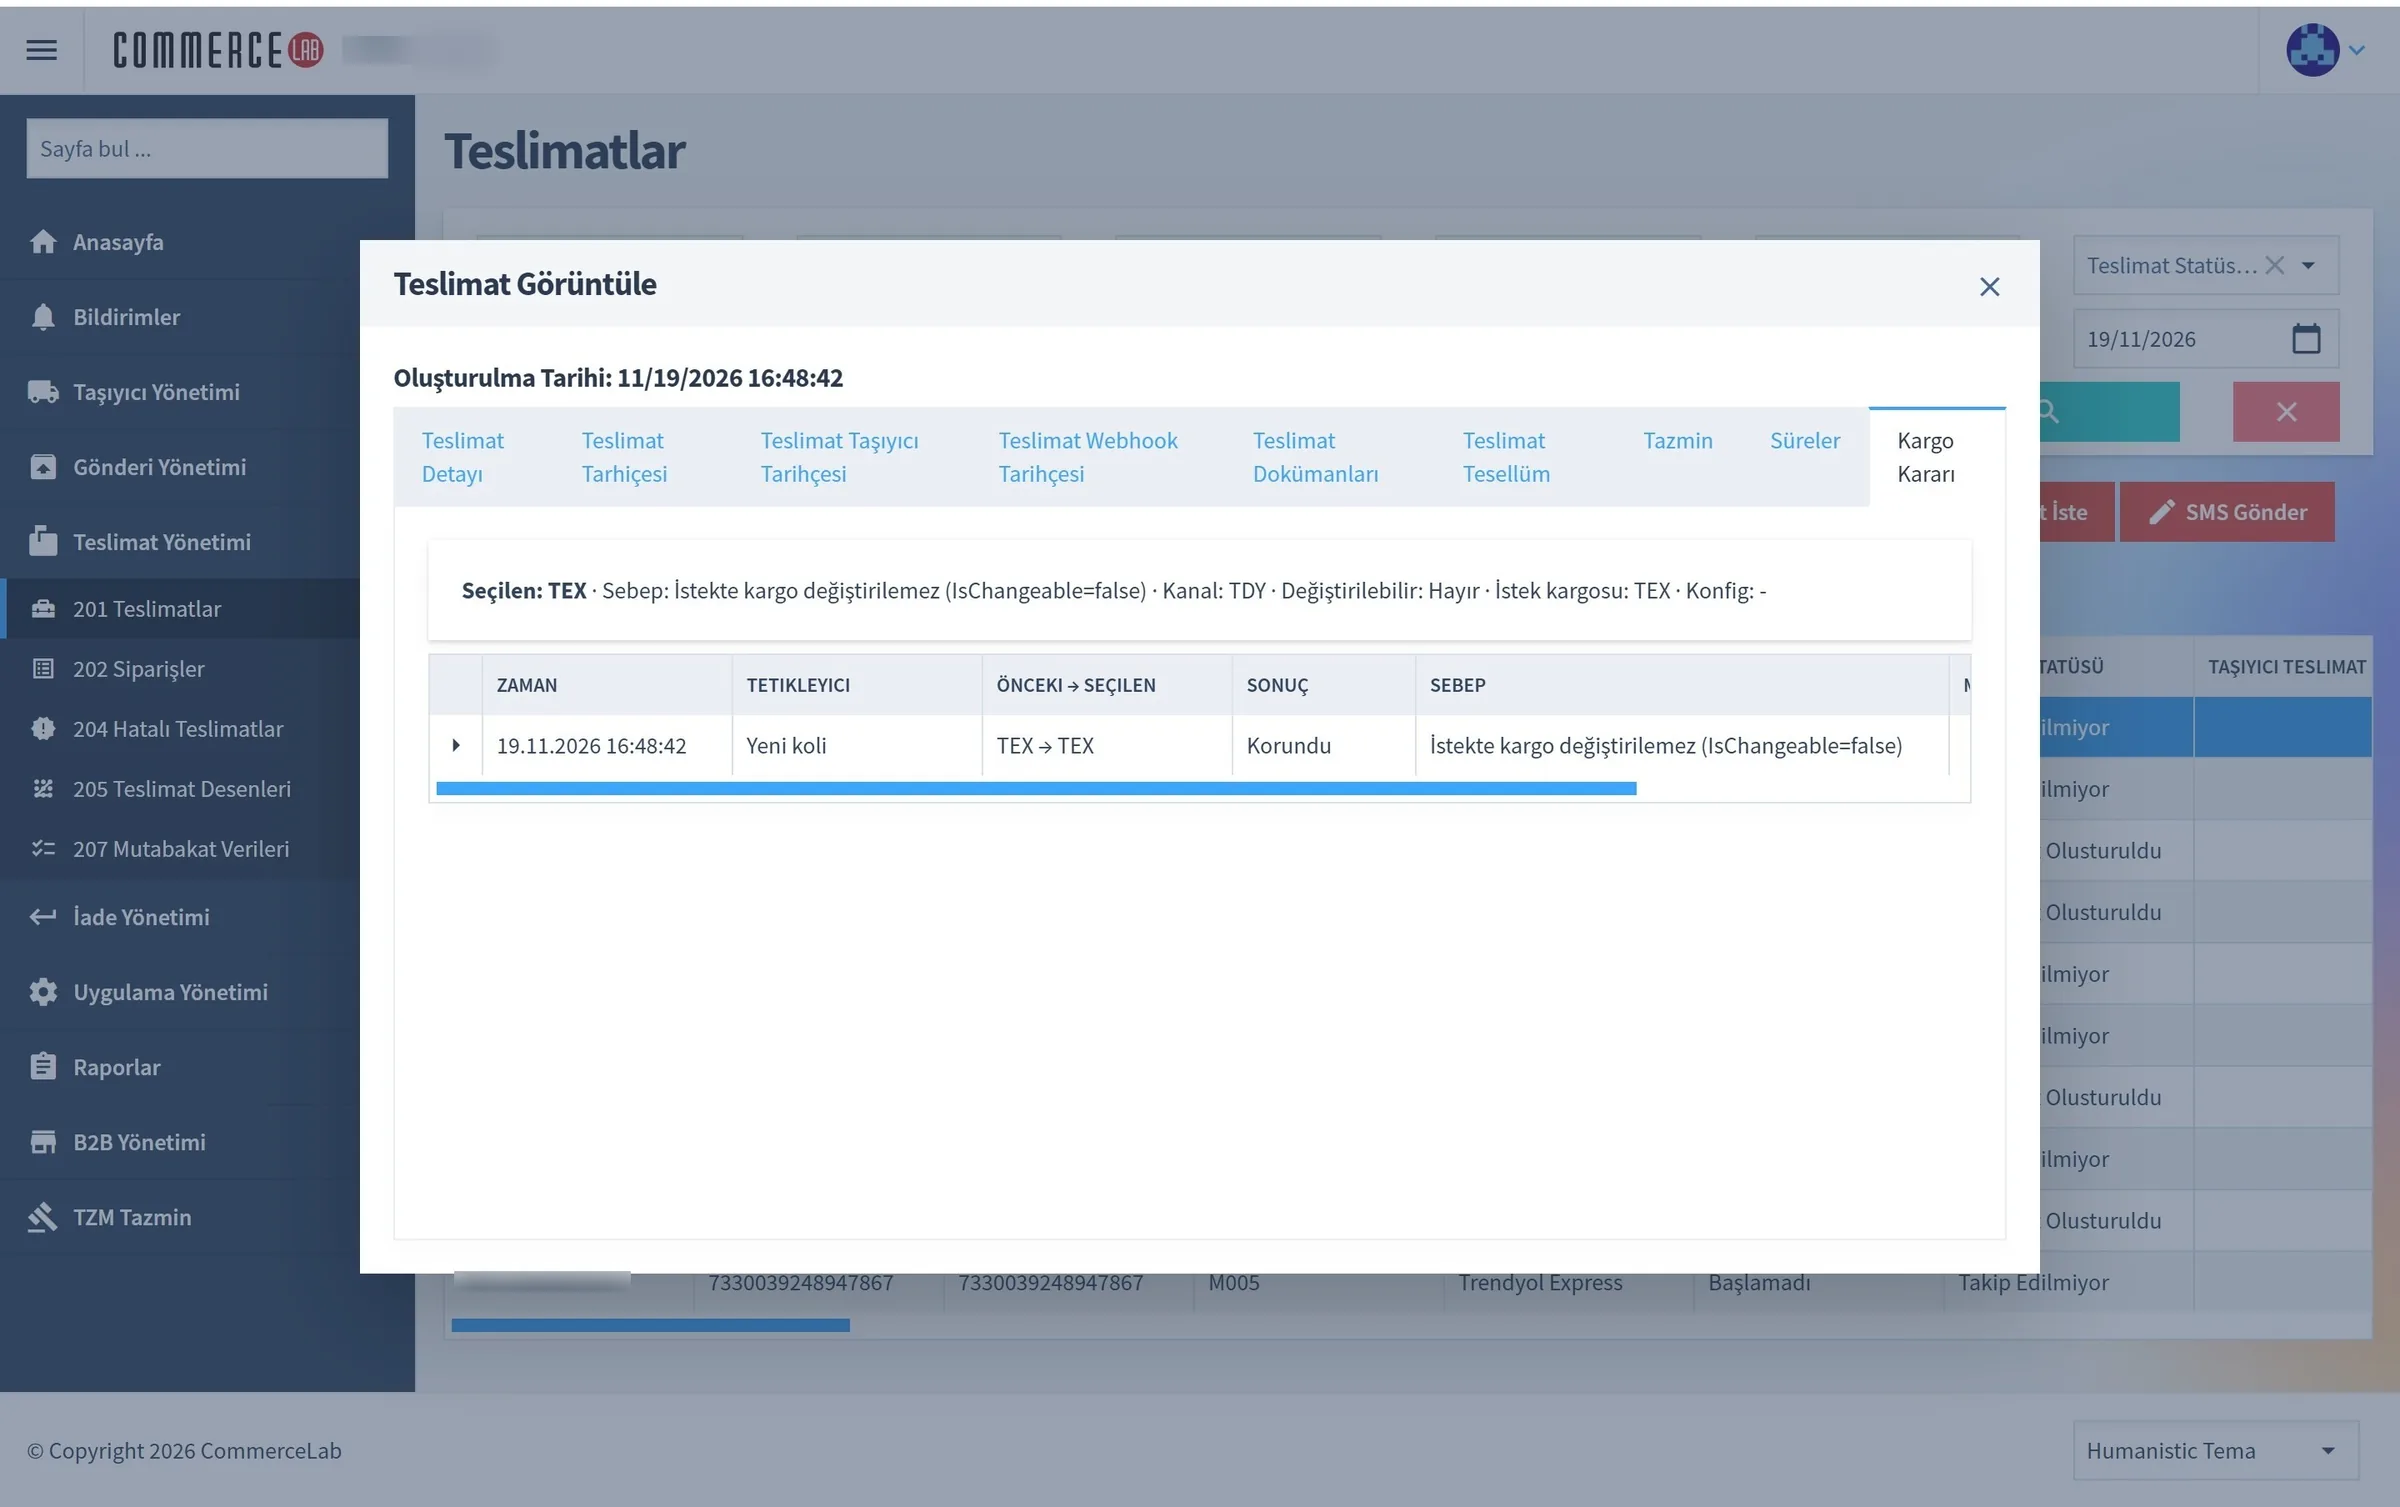 COMMERCE LAB
Sayfa bul ...
Anasayfa
Bildirimler
Taşıyıcı Yönetimi
Gönderi Yönetimi
Teslimat Yönetimi
201 Teslimatlar
202 Siparişler
204 Hatalı Teslimatlar
205 Teslimat Desenleri
207 Mutabakat Verileri
İade Yönetimi
Uygulama Yönetimi
Raporlar
B2B Yönetimi
TZM Tazmin
Teslimatlar
Teslimat Statüs...
19/11/2026
t İste
SMS Gönder
Teslimat Görüntüle
Oluşturulma Tarihi: 11/19/2026 16:48:42
Teslimat Detayı
Teslimat Tarhiçesi
Teslimat Taşıyıcı Tarihçesi
Teslimat Webhook Tarihçesi
Teslimat Dokümanları
Teslimat Tesellüm
Tazmin
Süreler
Kargo Kararı
Seçilen: TEX · Sebep: İstekte kargo değiştirilemez (IsChangeable=false) · Kanal: TDY · Değiştirilebilir: Hayır · İstek kargosu: TEX · Konfig: -
ZAMAN TETIKLEYICI ÖNCEKI → SEÇILEN SONUÇ SEBEP
19.11.2026 16:48:42 Yeni koli TEX → TEX Korundu İstekte kargo değiştirilemez (IsChangeable=false)
TATÜSÜ TAŞIYICI TESLIMAT
ilmiyor
ilmiyor
Olusturuldu
Olusturuldu
ilmiyor
ilmiyor
Olusturuldu
ilmiyor
Olusturuldu
7330039248947867 7330039248947867 M005 Trendyol Express Başlamadı Takip Edilmiyor
© Copyright 2026 CommerceLab
Humanistic Tema